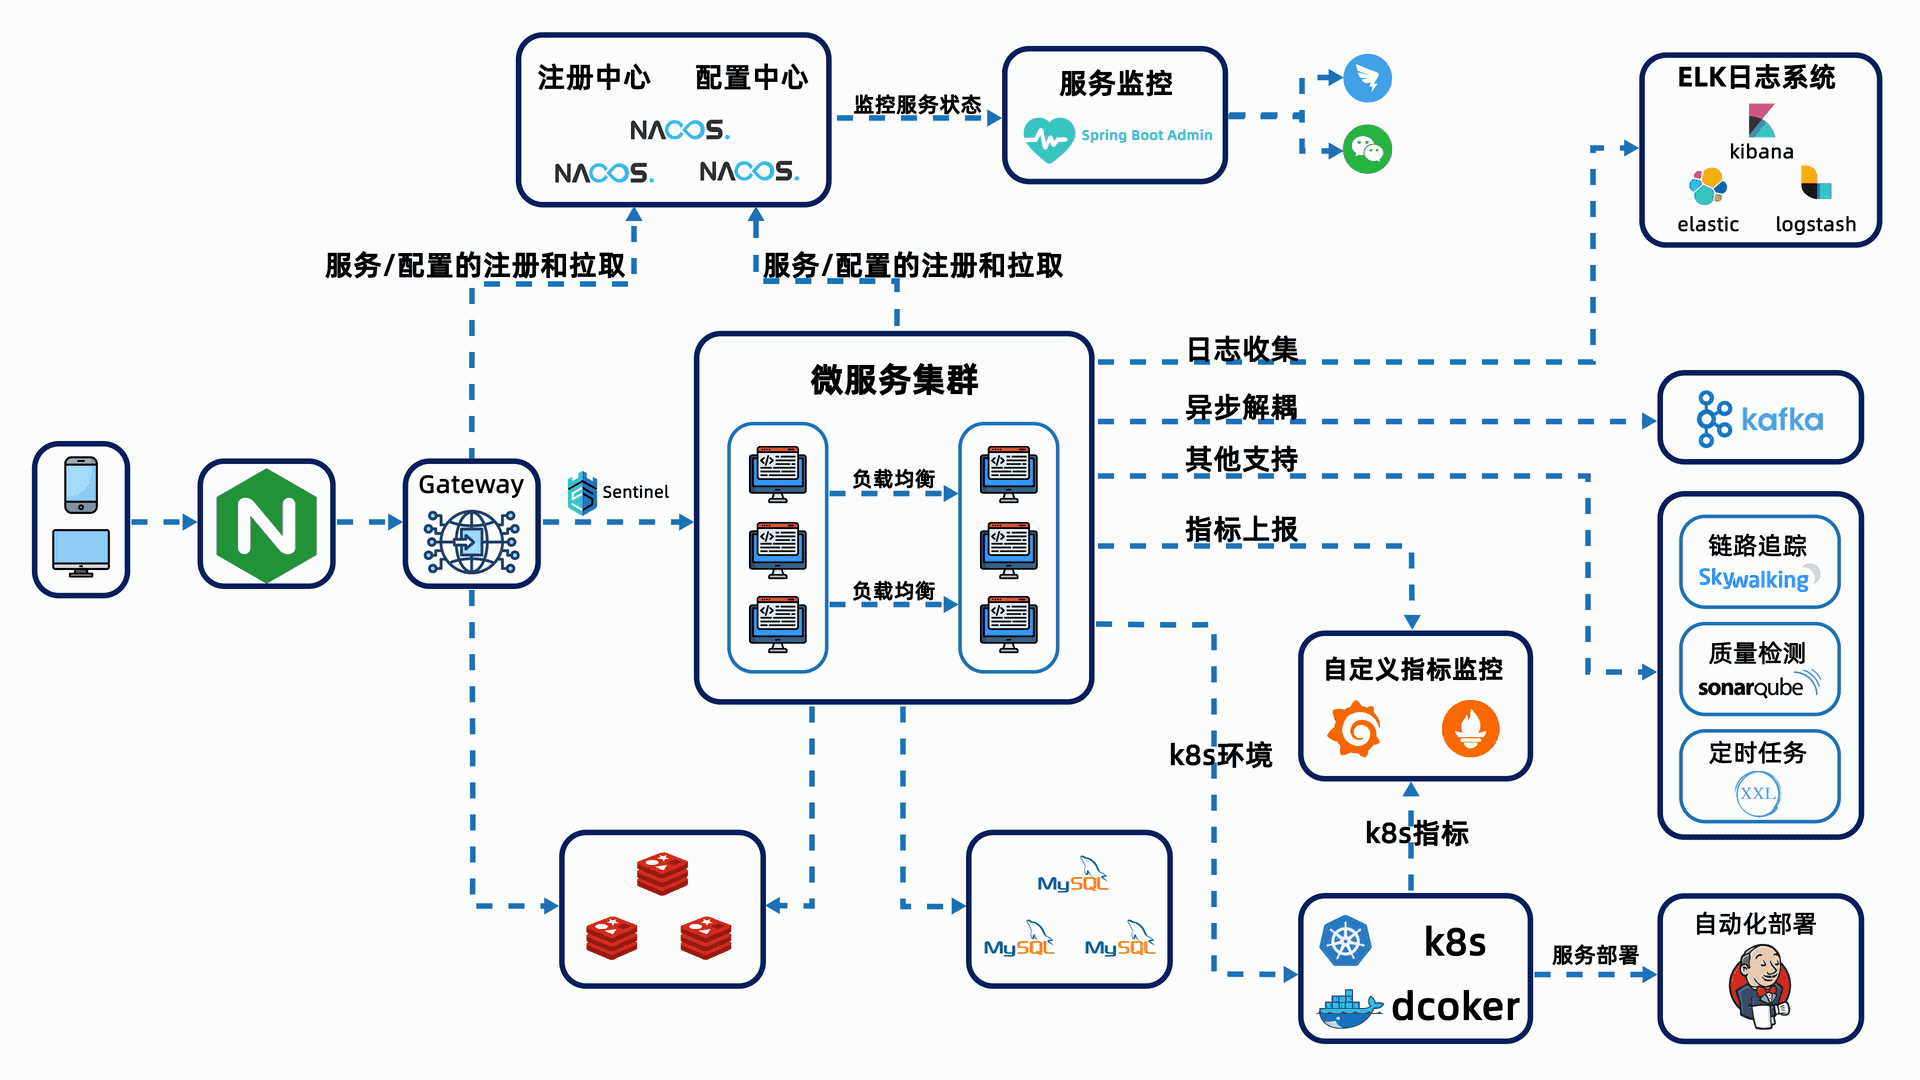 注册中心
配置中心
NACOS.
NACOS.
NACOS.
监控服务状态
服务监控
Spring Boot Admin
ELK日志系统
kibana
elastic
logstash
服务/配置的注册和拉取
服务/配置的注册和拉取
微服务集群
负载均衡
负载均衡
日志收集
异步解耦
其他支持
指标上报
kafka
N
Gateway
Sentinel
链路追踪
Skywalking
质量检测
sonarqube
定时任务
XXL
自定义指标监控
k8s环境
k8s指标
MySQL
MySQL
MySQL
k8s
dcoker
服务部署
自动化部署